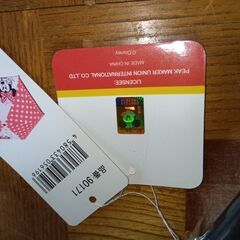 © Disney
MADE IN CHINA
PEAK MAKER UNION INTERNATIONAL CO.,LTD
LICENSEE:
品番 90171